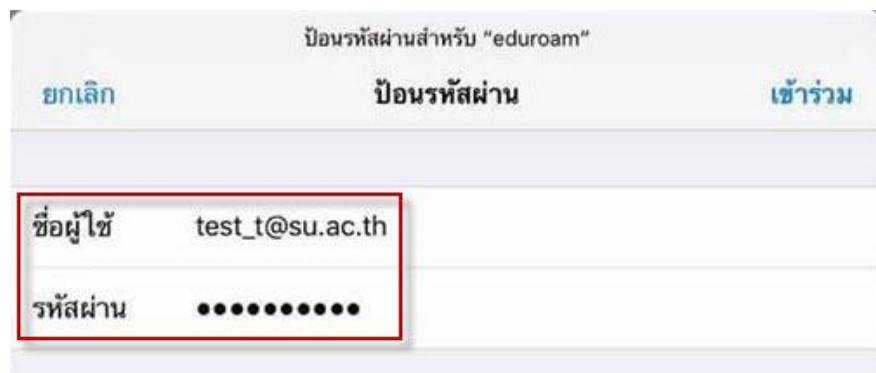 ป้อนรหัสผ่านสำหรับ “eduroam”
ยกเลิก ป้อนรหัสผ่าน เข้าร่วม
ชื่อผู้ใช้ test_t@su.ac.th
รหัสผ่าน ●●●●●●●●●●